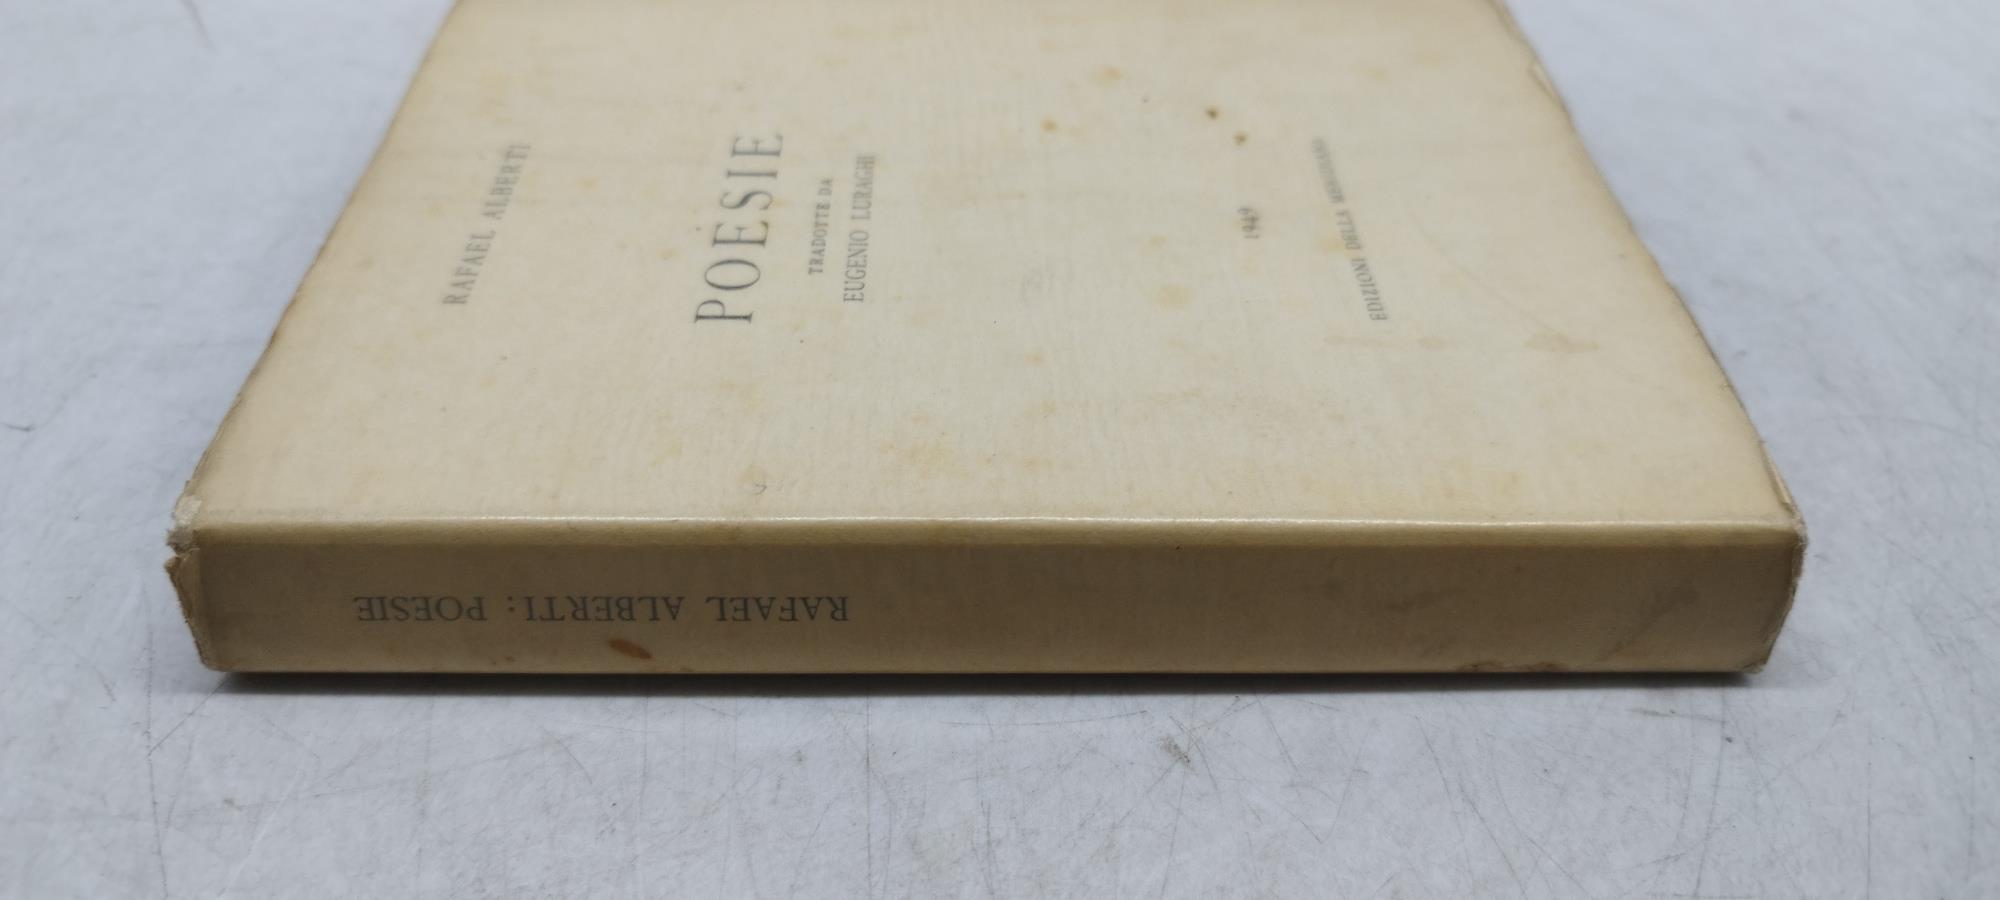 RAFAEL ALBERTI
POESIE
TRADOTTE DA
EUGENIO LURAGHI
1949
EDIZIONI DELLA MERIDIANA
RAFAEL ALBERTI: POESIE